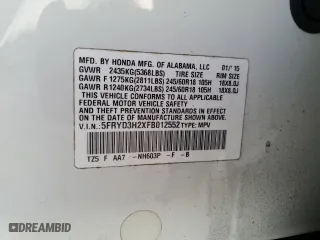 MFD. BY HONDA MFG. OF ALABAMA, LLC 01/'15
GVWR 2435KG(5368LBS) TIRE SIZE RIM SIZE
GAWR F 1275KG(2811LBS) 245/60R18 105H 18X8.0J
GAWR R 1240KG(2734LBS) 245/60R18 105H 18X8.0J
THIS VEHICLE CONFORMS TO ALL APPLICABLE
FEDERAL MOTOR VEHICLE SAFETY AND THEFT
PREVENTION STANDARDS IN EFFECT ON THE
DATE OF MANUFACTURE SHOWN ABOVE.
V.I.N.: 5FRYD3H2XFB012552 TYPE: MPV
TZ5 F AA7 -NH603P -F -B
© DISMANTLED.COM